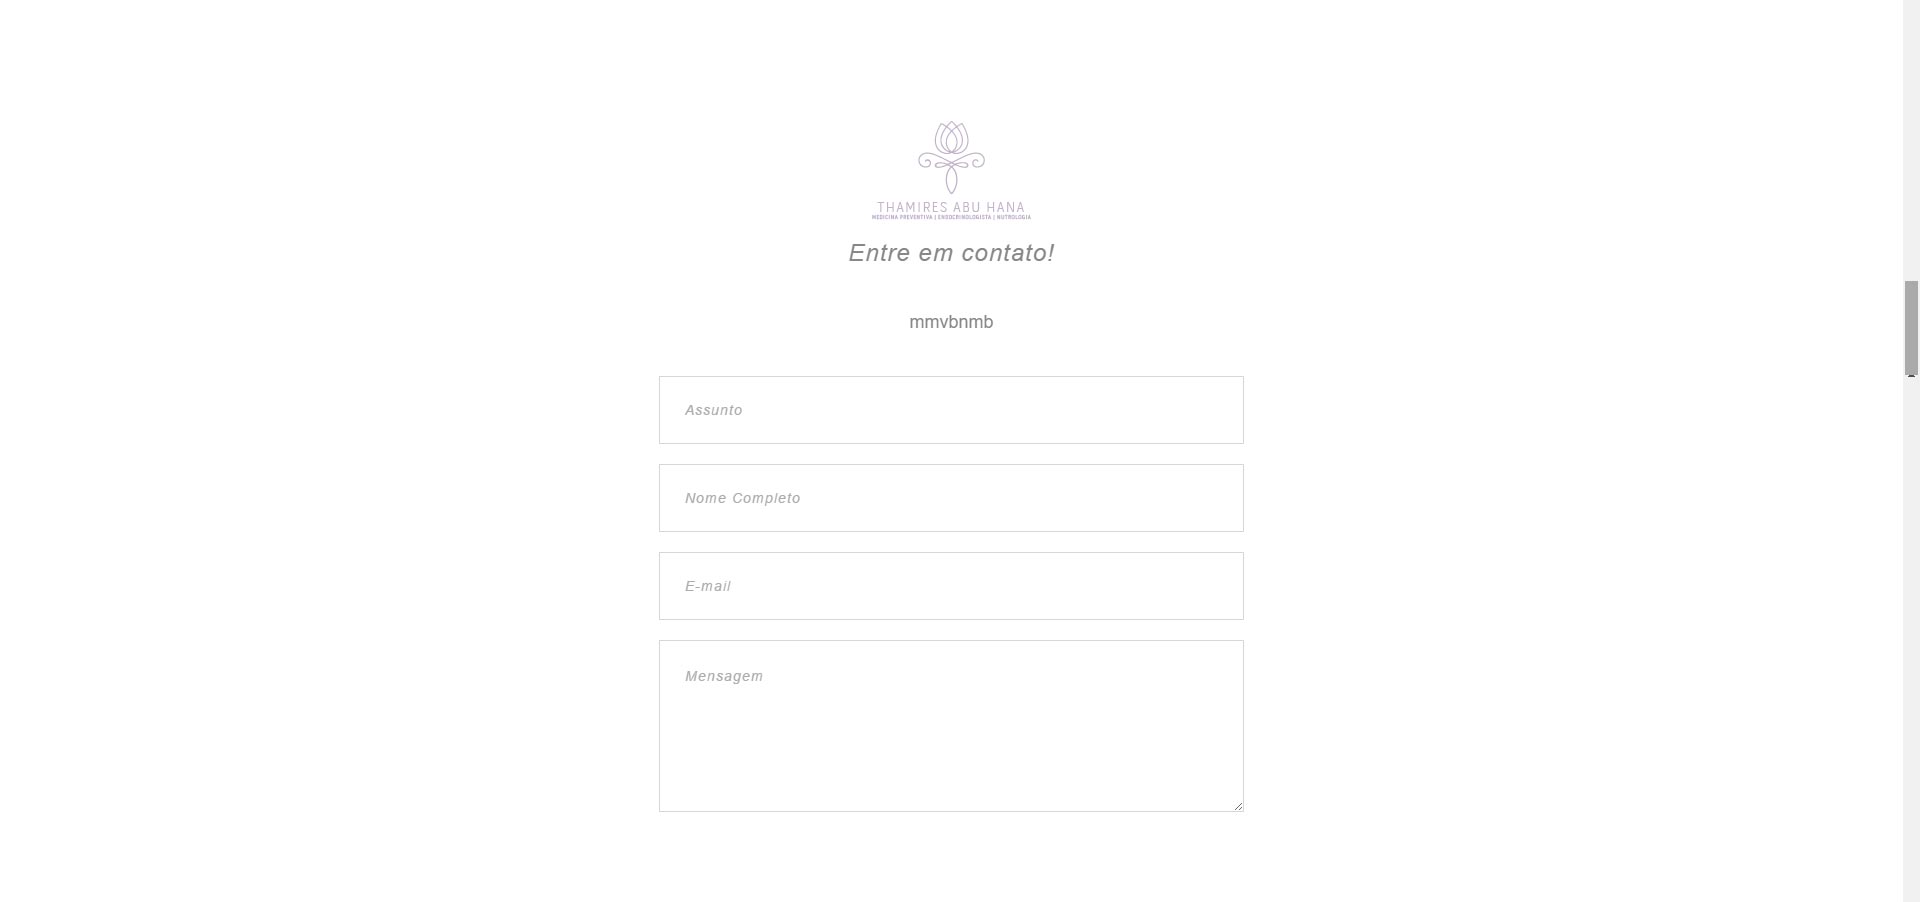 THAMIRES ABU HANA
MEDICINA PREVENTIVA | ENDOCRINOLOGISTA | NUTROLOGIA
Entre em contato!
mmvbnmb
Assunto
Nome Completo
E-mail
Mensagem